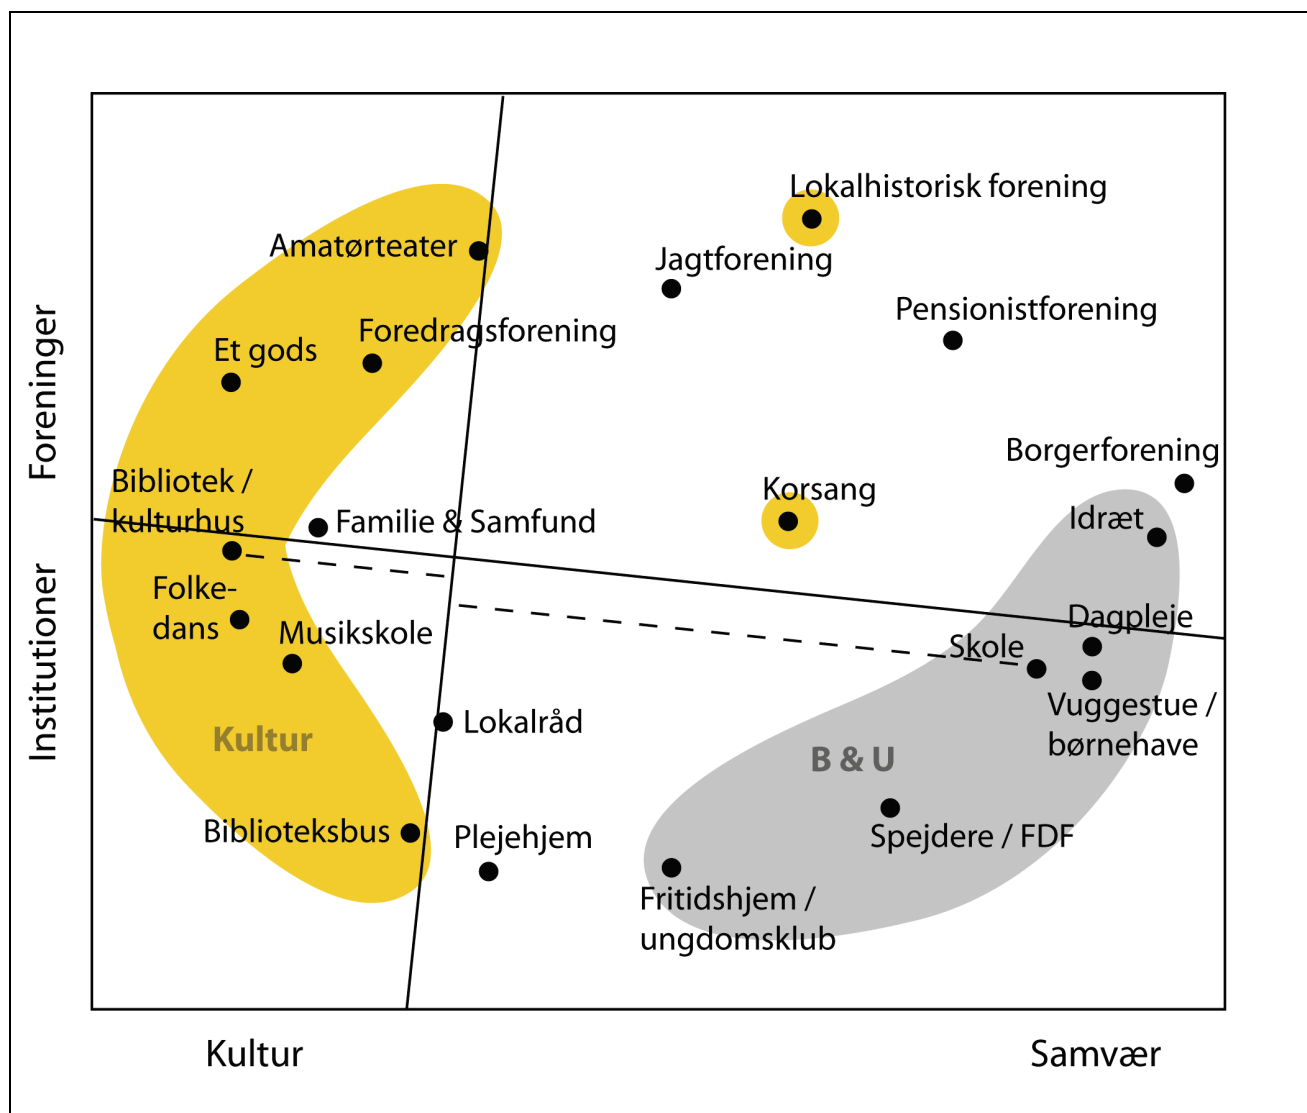 Lokalhistorisk forening
Amatørteater
Jagtforening
Pensionistforening
Foredragsforening
Et gods
Foreninger
Borgerforening
Bibliotek /
kulturhus
Korsang
Familie & Samfund
Idræt
Institutioner
Folke-
dans
Musikskole
Dagpleje
Skole
Vuggestue /
børnehave
Lokalråd
Kultur
B & U
Biblioteksbus
Plejehjem
Spejdere / FDF
Fritidshjem /
ungdomsklub
Kultur
Samvær